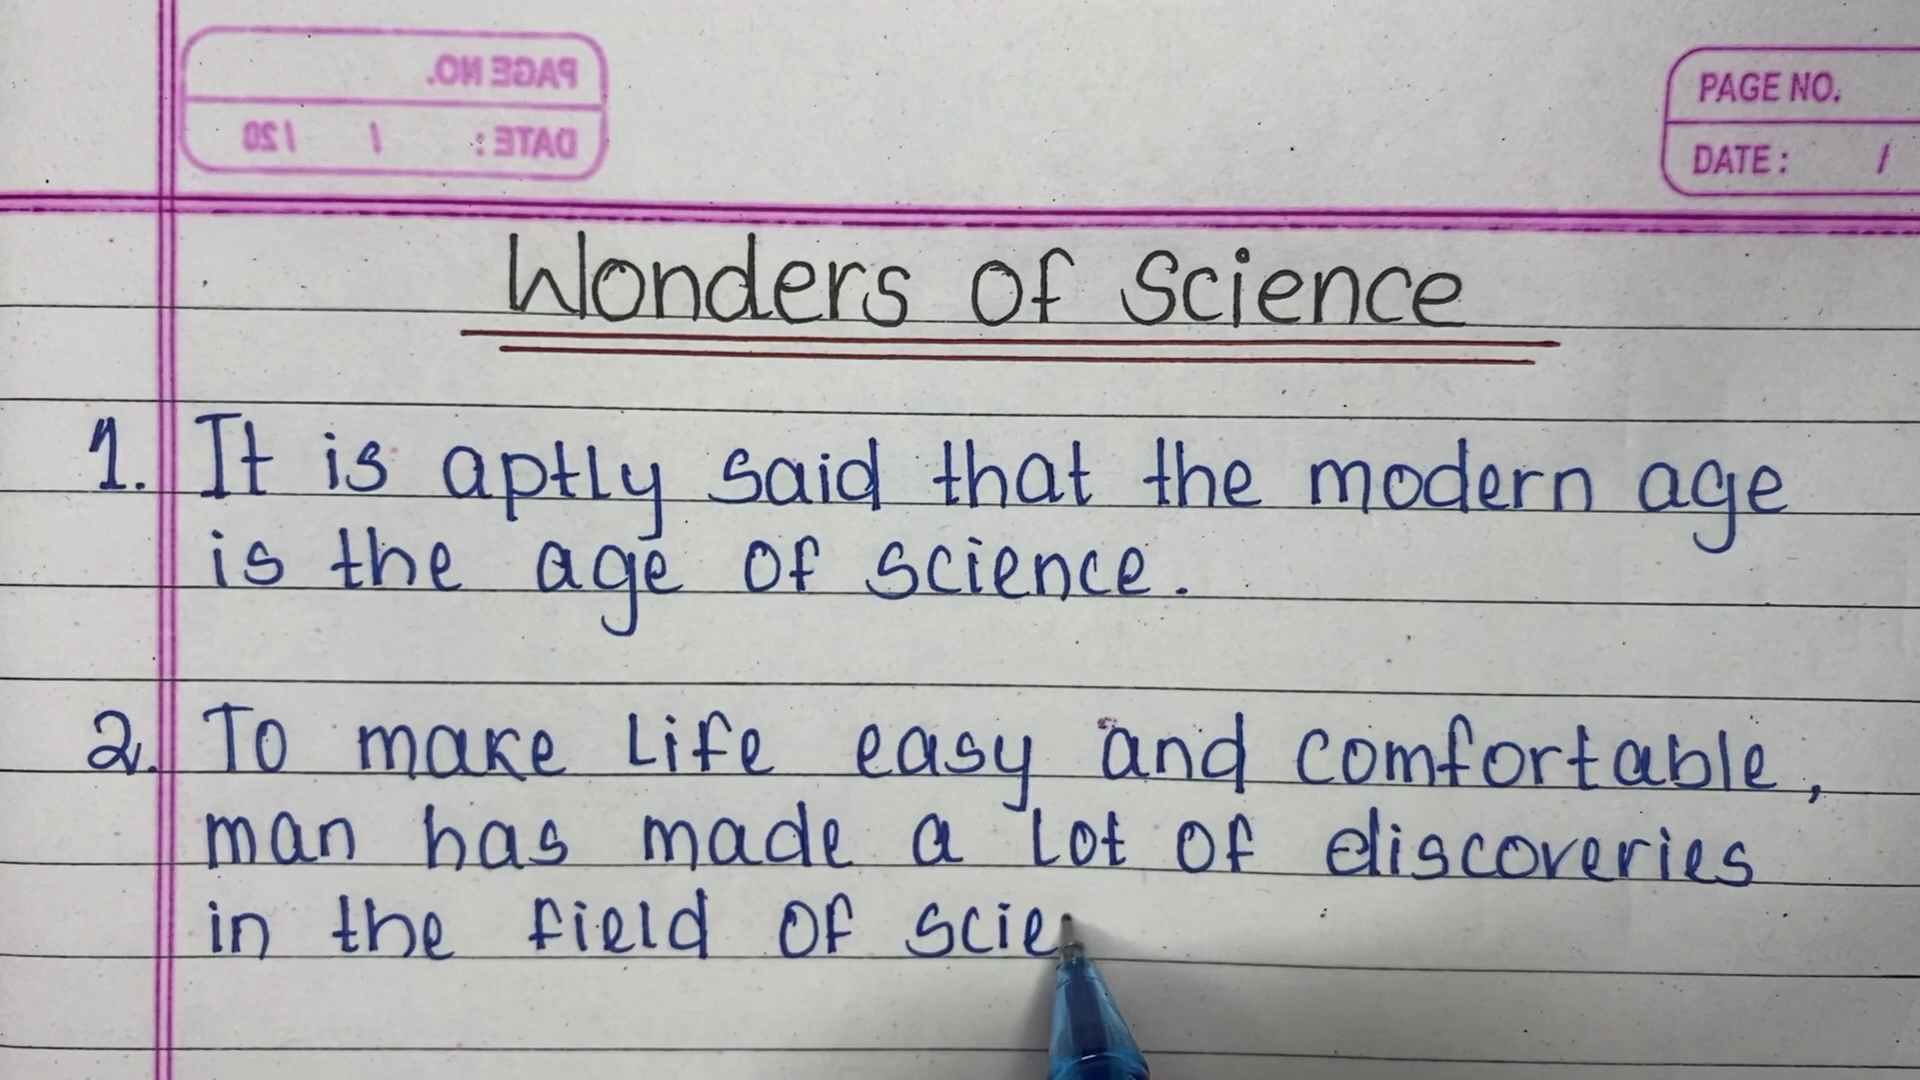 PAGE NO.
DATE : / /20
PAGE NO.
DATE : /
Wonders of Science
1. It is aptly said that the modern age
is the age of science.
2. To make life easy and comfortable,
man has made a lot of discoveries
in the field of scie